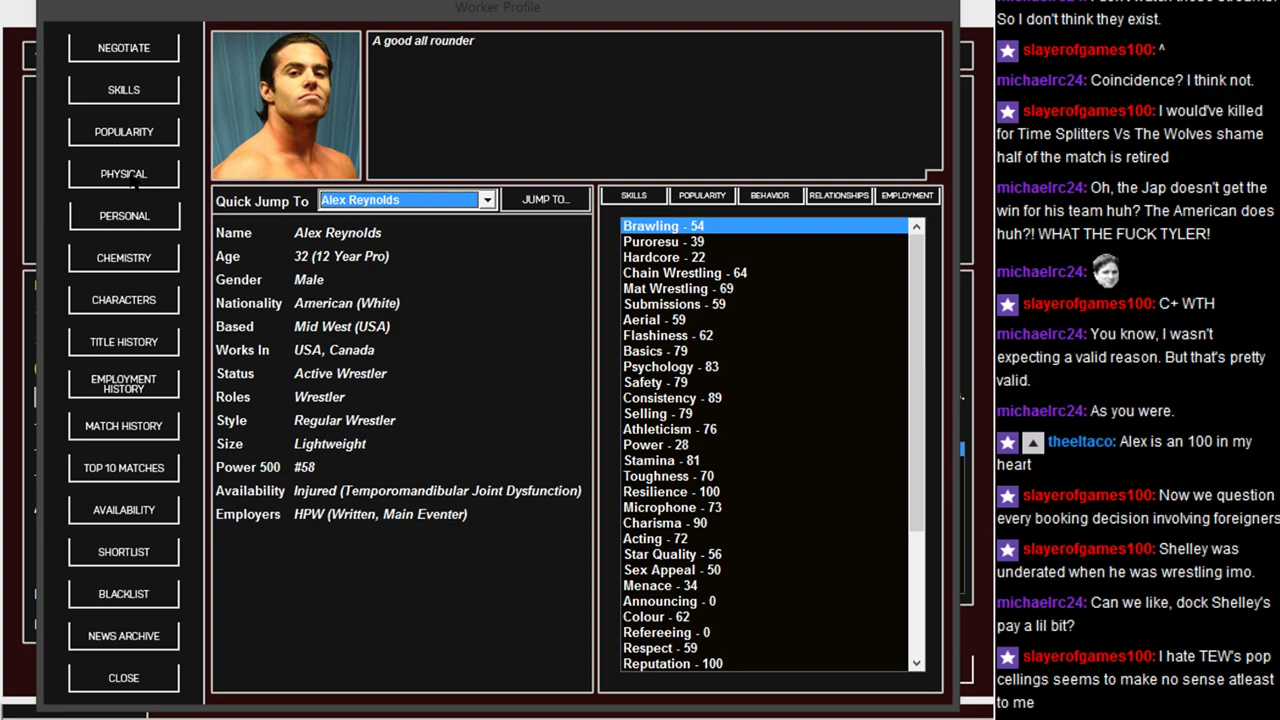 Worker Profile
NEGOTIATE
SKILLS
POPULARITY
PHYSICAL
PERSONAL
CHEMISTRY
CHARACTERS
TITLE HISTORY
EMPLOYMENT
HISTORY
MATCH HISTORY
TOP 10 MATCHES
AVAILABILITY
SHORTLIST
BLACKLIST
NEWS ARCHIVE
CLOSE
A good all rounder
Quick Jump To
Alex Reynolds
JUMP TO...
Name Alex Reynolds
Age 32 (12 Year Pro)
Gender Male
Nationality American (White)
Based Mid West (USA)
Works In USA, Canada
Status Active Wrestler
Roles Wrestler
Style Regular Wrestler
Size Lightweight
Power 500 #58
Availability Injured (Temporomandibular Joint Dysfunction)
Employers HPW (Written, Main Eventer)
SKILLS POPULARITY BEHAVIOR RELATIONSHIPS EMPLOYMENT
Brawling - 54
Puroresu - 39
Hardcore - 22
Chain Wrestling - 64
Mat Wrestling - 69
Submissions - 59
Aerial - 59
Flashiness - 62
Basics - 79
Psychology - 83
Safety - 79
Consistency - 89
Selling - 79
Athleticism - 76
Power - 28
Stamina - 81
Toughness - 70
Resilience - 100
Microphone - 73
Charisma - 90
Acting - 72
Star Quality - 56
Sex Appeal - 50
Menace - 34
Announcing - 0
Colour - 62
Refereeing - 0
Respect - 59
Reputation - 100
So I don't think they exist.
slayerofgames100: ^
michaelrc24: Coincidence? I think not.
slayerofgames100: I would've killed
for Time Splitters Vs The Wolves shame
half of the match is retired
michaelrc24: Oh, the Jap doesn't get the
win for his team huh? The American does
huh?! WHAT THE FUCK TYLER!
michaelrc24:
slayerofgames100: C+ WTH
michaelrc24: You know, I wasn't
expecting a valid reason. But that's pretty
valid.
michaelrc24: As you were.
theeltaco: Alex is an 100 in my
heart
slayerofgames100: Now we question
every booking decision involving foreigners
slayerofgames100: Shelley was
underated when he was wrestling imo.
michaelrc24: Can we like, dock Shelley's
pay a lil bit?
slayerofgames100: I hate TEW's pop
cellings seems to make no sense atleast
to me